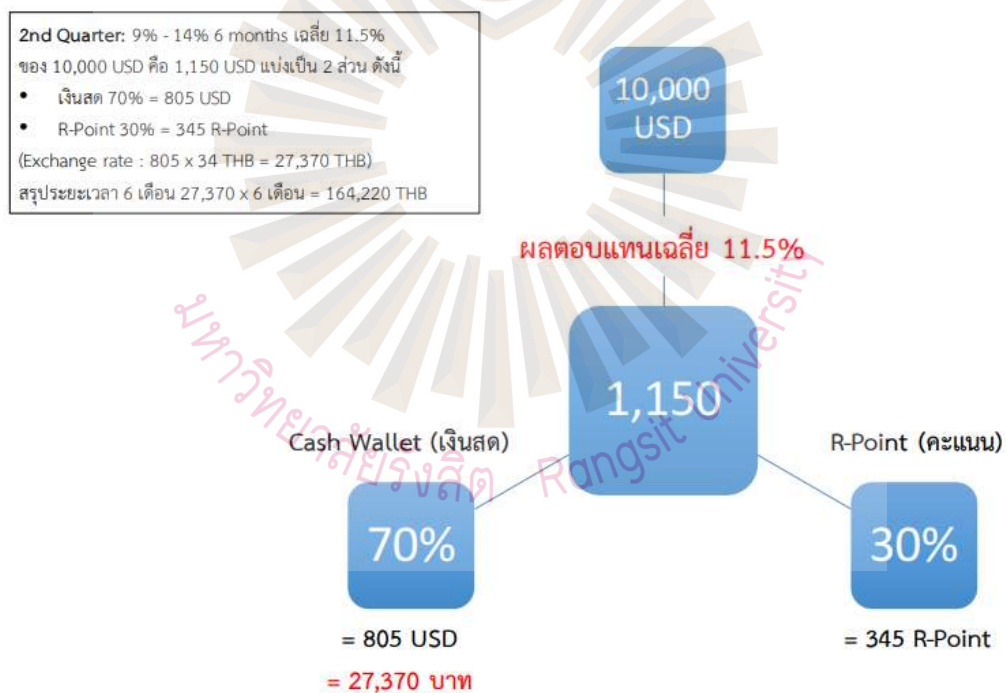 2nd Quarter: 9% - 14% 6 months เฉลี่ย 11.5%
ของ 10,000 USD คือ 1,150 USD แบ่งเป็น 2 ส่วน ดังนี้
• เงินสด 70% = 805 USD
• R-Point 30% = 345 R-Point
(Exchange rate : 805 x 34 THB = 27,370 THB)
สรุประยะเวลา 6 เดือน 27,370 x 6 เดือน = 164,220 THB
10,000
USD
ผลตอบแทนเฉลี่ย 11.5%
1,150
Cash Wallet (เงินสด)
R-Point (คะแนน)
70%
30%
= 805 USD
= 345 R-Point
= 27,370 บาท
มหาวิทยาลัยรังสิต Rangsit University